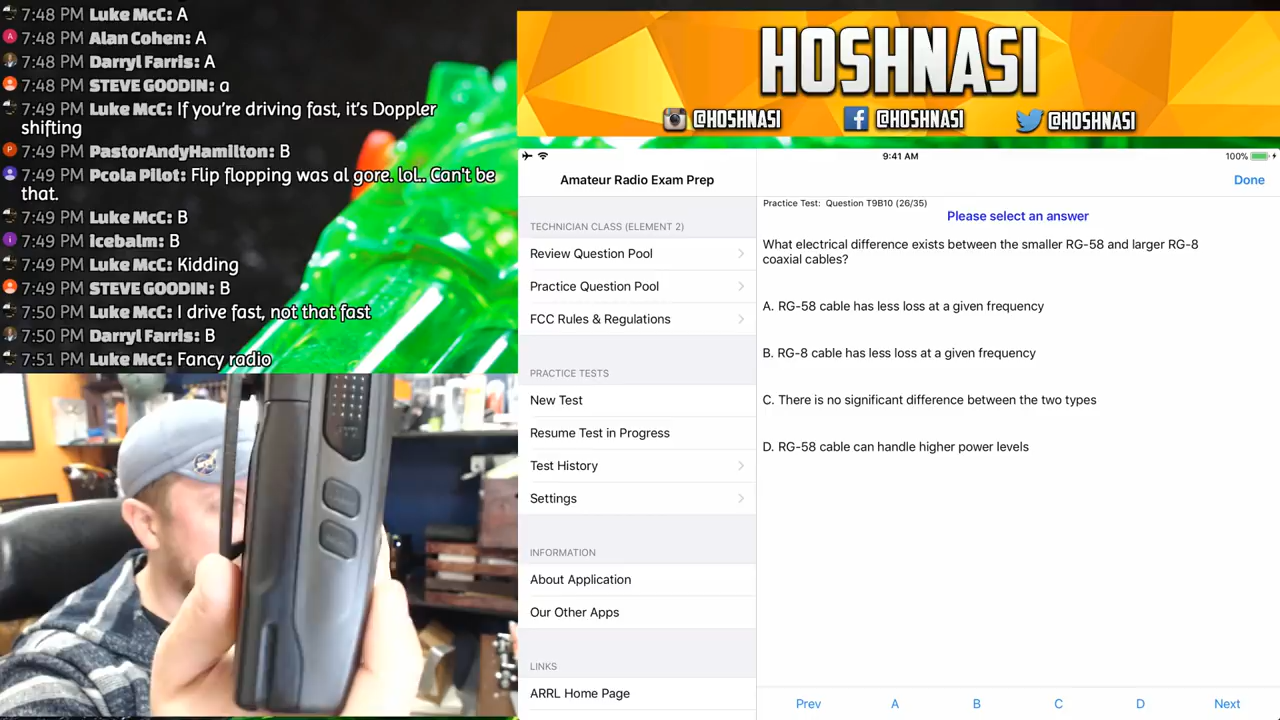 7:48 PM Luke McC: A
7:48 PM Alan Cohen: A
7:48 PM Darryl Farris: A
7:48 PM STEVE GOODIN: a
7:49 PM Luke McC: If you're driving fast, it's Doppler
shifting
7:49 PM PastorAndyHamilton: B
7:49 PM Pcola Pilot: Flip flopping was al gore. lol.. Can't be
that.
7:49 PM Luke McC: B
7:49 PM Icebalm: B
7:49 PM Luke McC: Kidding
7:49 PM STEVE GOODIN: B
7:50 PM Luke McC: I drive fast, not that fast
7:50 PM Darryl Farris: B
7:51 PM Luke McC: Fancy radio
HOSHNASI
@HOSHNASI @HOSHNASI @HOSHNASI
9:41 AM 100%
Amateur Radio Exam Prep
TECHNICIAN CLASS (ELEMENT 2)
Review Question Pool
Practice Question Pool
FCC Rules & Regulations
PRACTICE TESTS
New Test
Resume Test in Progress
Test History
Settings
INFORMATION
About Application
Our Other Apps
LINKS
ARRL Home Page
Done
Practice Test: Question T9B10 (26/35)
Please select an answer
What electrical difference exists between the smaller RG-58 and larger RG-8
coaxial cables?
A. RG-58 cable has less loss at a given frequency
B. RG-8 cable has less loss at a given frequency
C. There is no significant difference between the two types
D. RG-58 cable can handle higher power levels
Prev A B C D Next